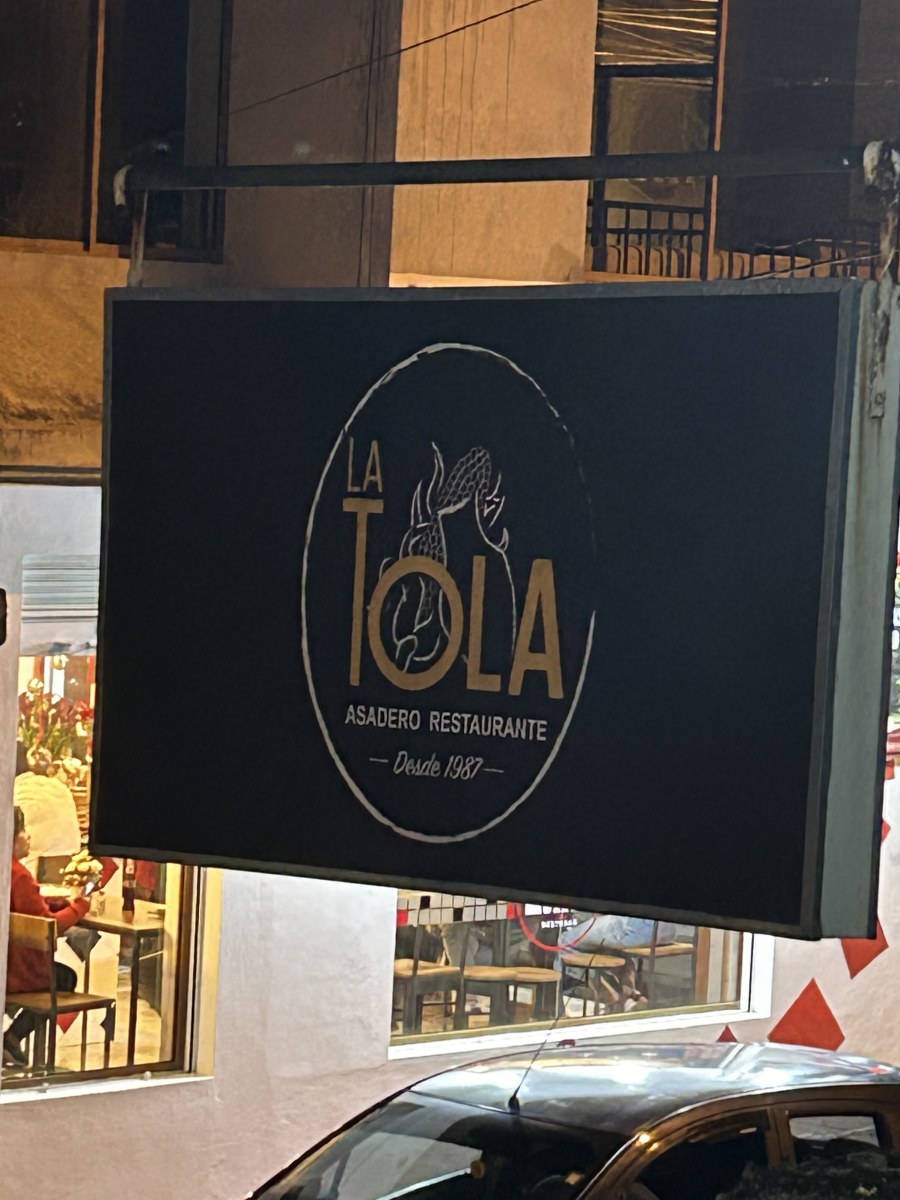 LA
TOLA
ASADERO RESTAURANTE
— Desde 1987 —